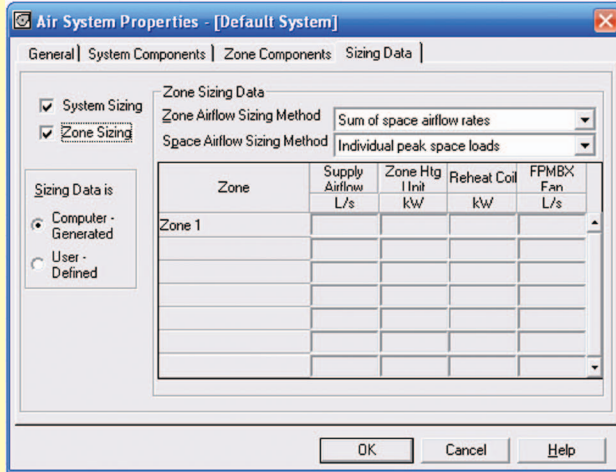 Air System Properties - [Default System]
General System Components Zone Components Sizing Data
System Sizing
Zone Sizing
Sizing Data is
Computer -
Generated
User -
Defined
Zone Sizing Data
Zone Airflow Sizing Method Sum of space airflow rates
Space Airflow Sizing Method Individual peak space loads
Zone
Supply
Airflow
L/s
Zone Htg
Unit
kW
Reheat Coil
kW
FPMBX
Fan
L/s
Zone 1
OK Cancel Help